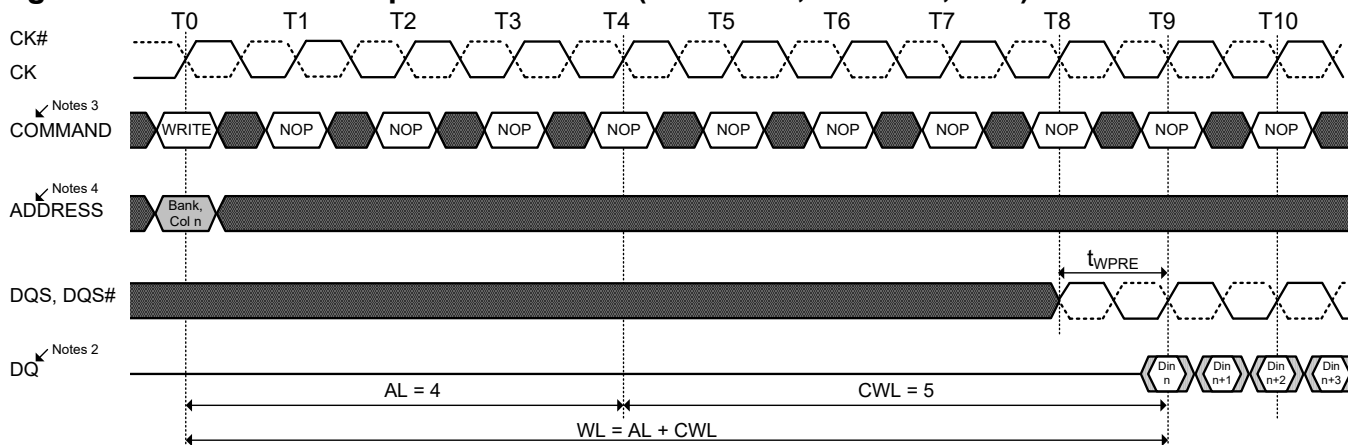 T0 T1 T2 T3 T4 T5 T6 T7 T8 T9 T10
CK#
CK
Notes 3
COMMAND WRITE NOP NOP NOP NOP NOP NOP NOP NOP NOP NOP
Notes 4
ADDRESS
Bank,
Col n
tWPRE
DQS, DQS#
Notes 2
DQ
Din n
Din n+1
Din n+2
Din n+3
AL = 4 CWL = 5
WL = AL + CWL